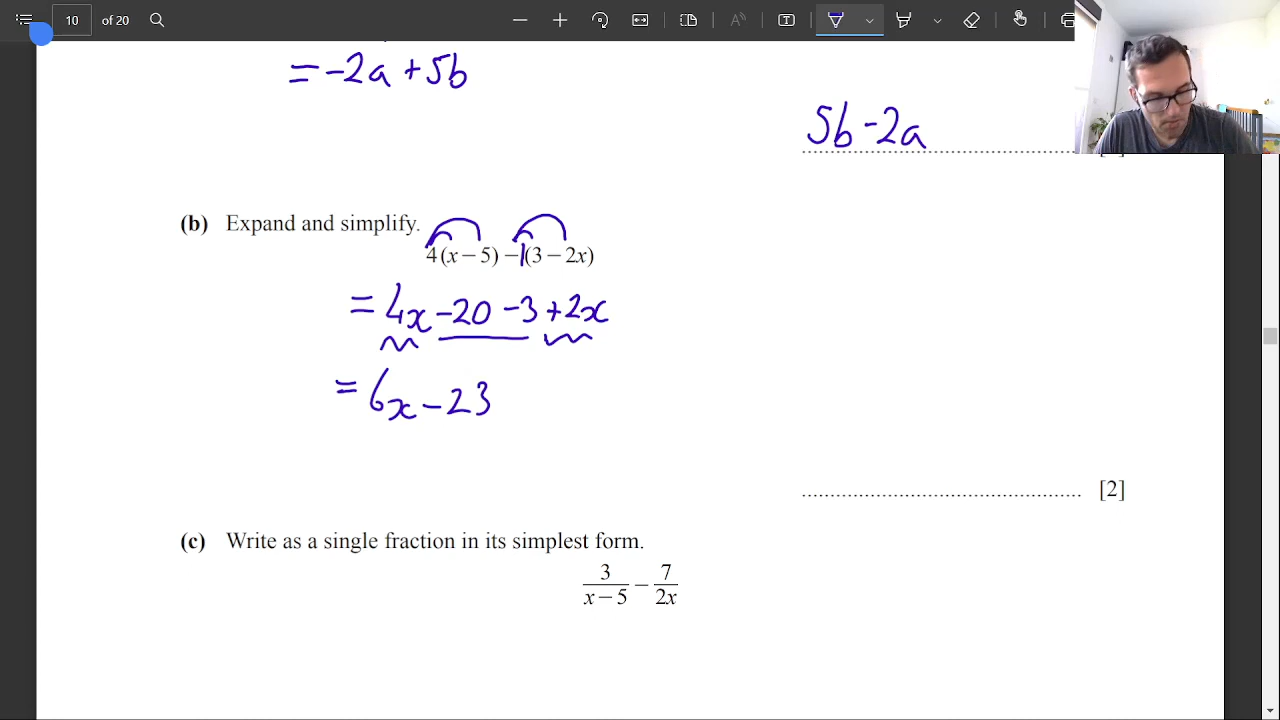 10 of 20
= -2a + 5b
5b - 2a
(b) Expand and simplify.
4(x - 5) - 1(3 - 2x)
= 4x - 20 - 3 + 2x
= 6x - 23
[2]
(c) Write as a single fraction in its simplest form.
3/(x - 5) - 7/2x